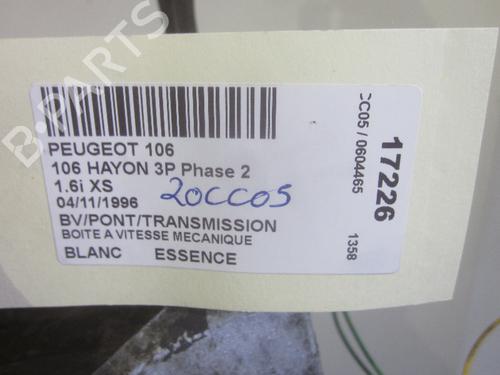 PEUGEOT 106
106 HAYON 3P Phase 2
1.6i XS
20CC05
04/11/1996
BV/PONT/TRANSMISSION
BOITE A VITESSE MECANIQUE
BLANC ESSENCE
CC05 / 0604465
17226
1358
B-PARTS